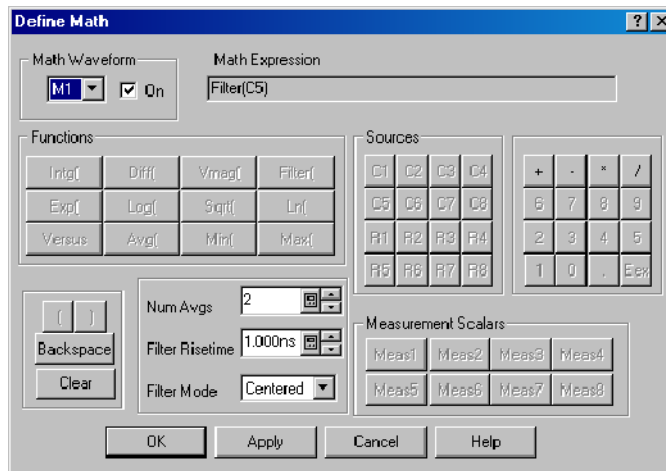 Define Math
Math Waveform
M1 On
Math Expression
Filter(C5)
Functions
Intg( Diff( Vmag( Filter(
Exp( Log( Sqrt( Ln(
Versus Avg( Min( Max(
Sources
C1 C2 C3 C4
C5 C6 C7 C8
R1 R2 R3 R4
R5 R6 R7 R8
+ - * /
6 7 8 9
2 3 4 5
1 0 . Eex
( )
Backspace
Clear
Num Avgs 2
Filter Risetime 1.000ns
Filter Mode Centered
Measurement Scalars
Meas1 Meas2 Meas3 Meas4
Meas5 Meas6 Meas7 Meas8
OK Apply Cancel Help